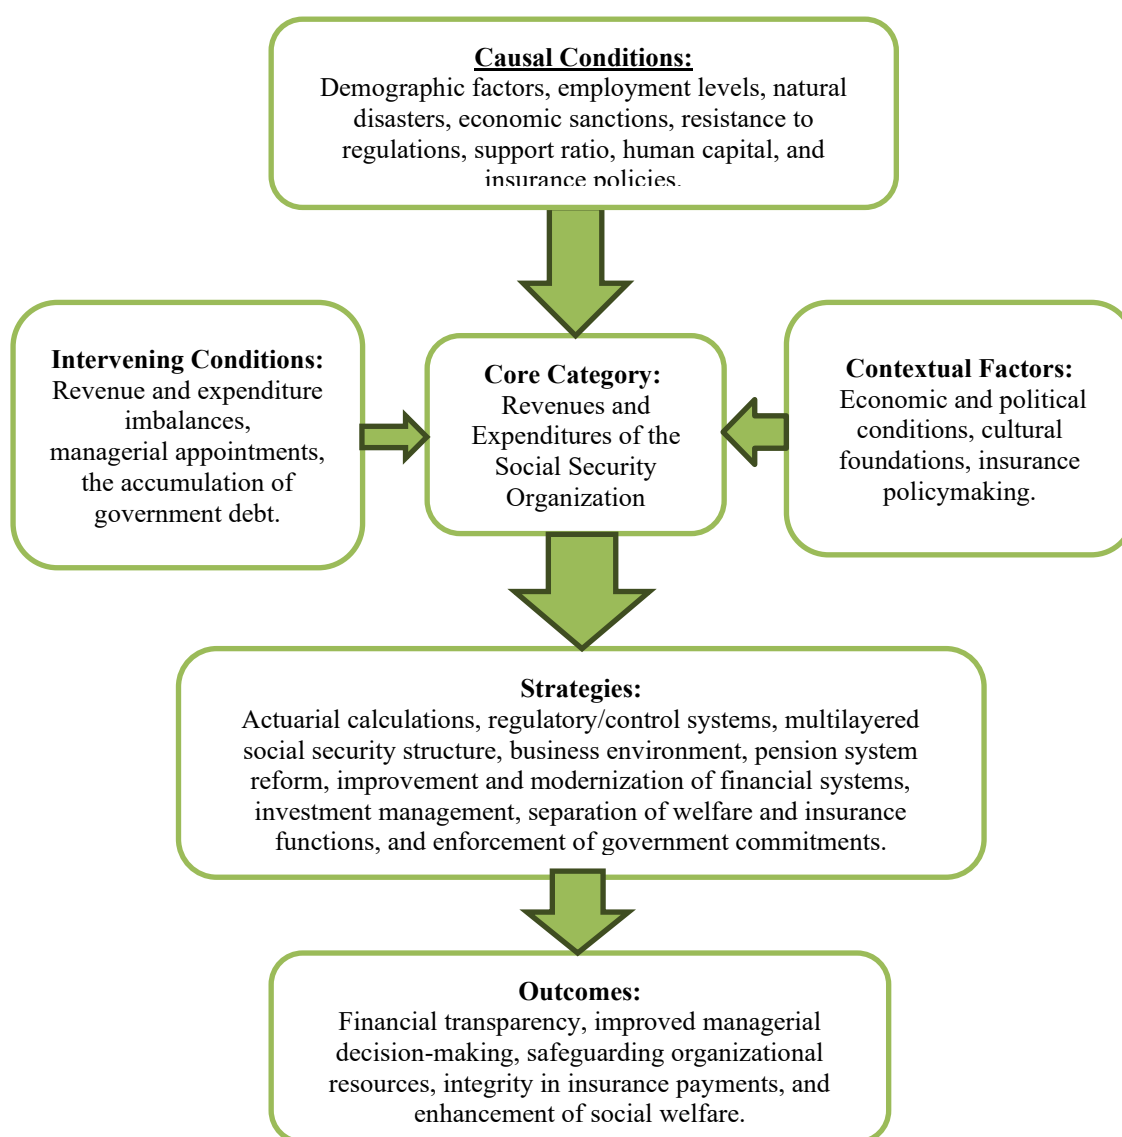 Causal Conditions:
Demographic factors, employment levels, natural
disasters, economic sanctions, resistance to
regulations, support ratio, human capital, and
insurance policies.
Intervening Conditions:
Revenue and expenditure
imbalances,
managerial appointments,
the accumulation of
government debt.
Core Category:
Revenues and
Expenditures of the
Social Security
Organization
Contextual Factors:
Economic and political
conditions, cultural
foundations, insurance
policymaking.
Strategies:
Actuarial calculations, regulatory/control systems, multilayered
social security structure, business environment, pension system
reform, improvement and modernization of financial systems,
investment management, separation of welfare and insurance
functions, and enforcement of government commitments.
Outcomes:
Financial transparency, improved managerial
decision-making, safeguarding organizational
resources, integrity in insurance payments, and
enhancement of social welfare.